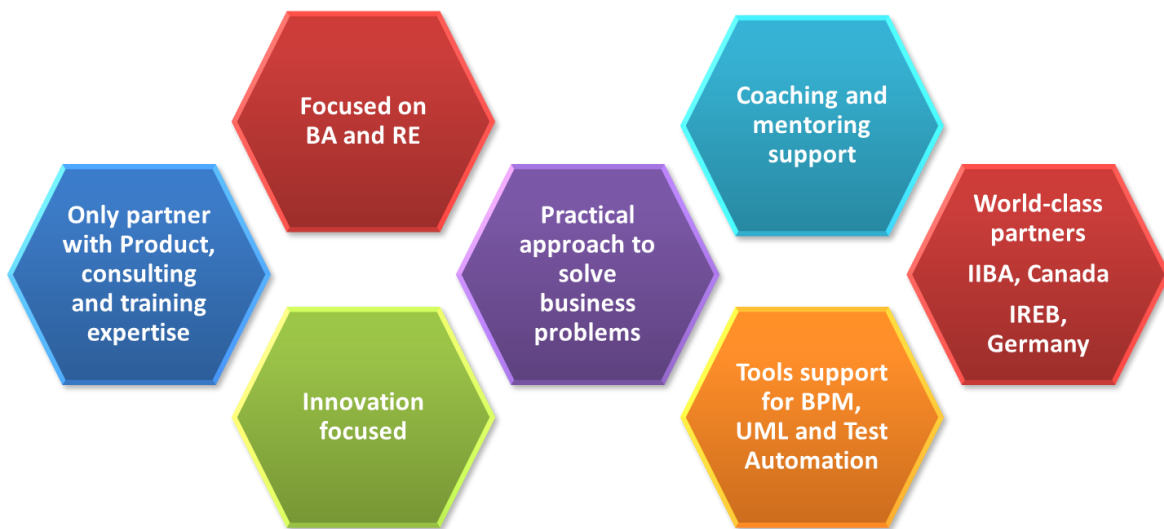 Focused on
BA and RE
Coaching and
mentoring
support
Only partner
with Product,
consulting
and training
expertise
Practical
approach to
solve
business
problems
World-class
partners
IIBA, Canada
IREB,
Germany
Innovation
focused
Tools support
for BPM,
UML and Test
Automation